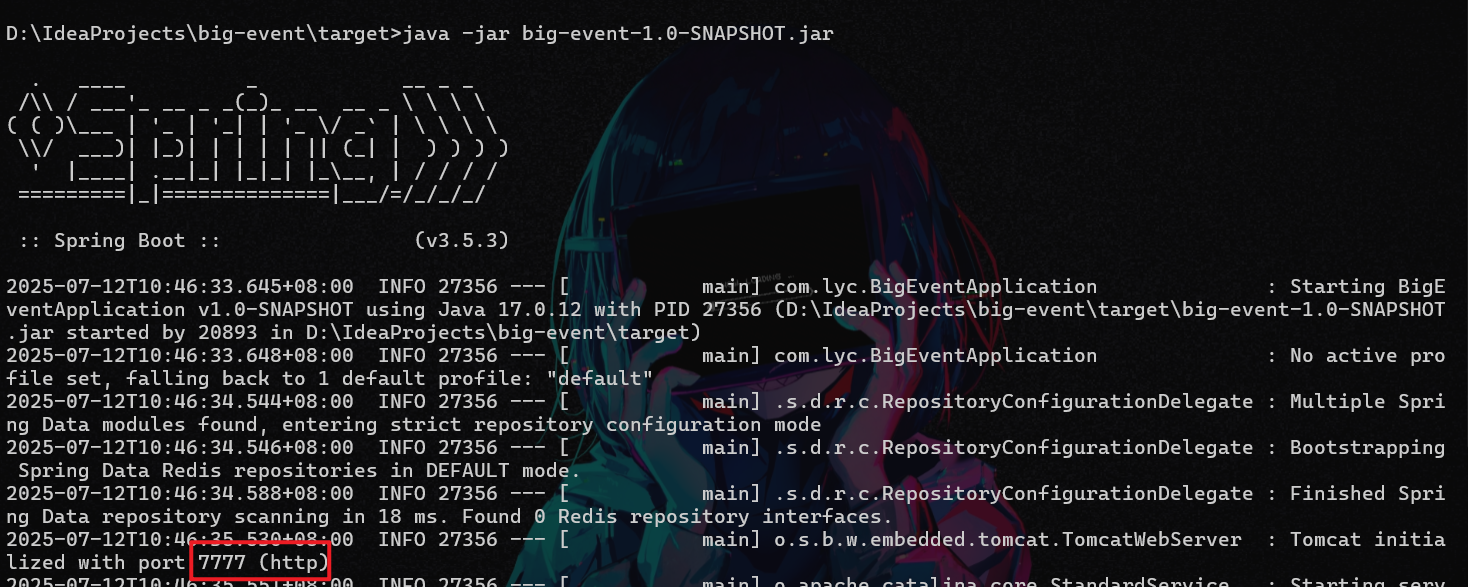 D:\IdeaProjects\big-event\target>java -jar big-event-1.0-SNAPSHOT.jar
  .   ____          _            __ _ _
 /\\ / ___'_ __ _ _(_)_ __  __ _ \ \ \ \
( ( )\___ | '_ | '_| | '_ \/ _` | \ \ \ \
 \\/  ___)| |_)| | | | | || (_| |  ) ) ) )
  '  |____| .__|_| |_|_| |_\__, | / / / /
 =========|_|==============|___/=/_/_/_/
 :: Spring Boot ::                (v3.5.3)
2025-07-12T10:46:33.645+08:00  INFO 27356 --- [           main] com.lyc.BigEventApplication              : Starting BigE
ventApplication v1.0-SNAPSHOT using Java 17.0.12 with PID 27356 (D:\IdeaProjects\big-event\target\big-event-1.0-SNAPSHOT
.jar started by 20893 in D:\IdeaProjects\big-event\target)
2025-07-12T10:46:33.648+08:00  INFO 27356 --- [           main] com.lyc.BigEventApplication              : No active pro
file set, falling back to 1 default profile: "default"
2025-07-12T10:46:34.544+08:00  INFO 27356 --- [           main] .s.d.r.c.RepositoryConfigurationDelegate : Multiple Spri
ng Data modules found, entering strict repository configuration mode
2025-07-12T10:46:34.546+08:00  INFO 27356 --- [           main] .s.d.r.c.RepositoryConfigurationDelegate : Bootstrapping
 Spring Data Redis repositories in DEFAULT mode.
2025-07-12T10:46:34.588+08:00  INFO 27356 --- [           main] .s.d.r.c.RepositoryConfigurationDelegate : Finished Spri
ng Data repository scanning in 18 ms. Found 0 Redis repository interfaces.
2025-07-12T10:46:35.530+08:00  INFO 27356 --- [           main] o.s.b.w.embedded.tomcat.TomcatWebServer  : Tomcat initia
lized with port 7777 (http)
2025-07-12T10:46:35.551+08:00  INFO 27356 --- [           main] o.apache.catalina.core.StandardService   : Starting serv